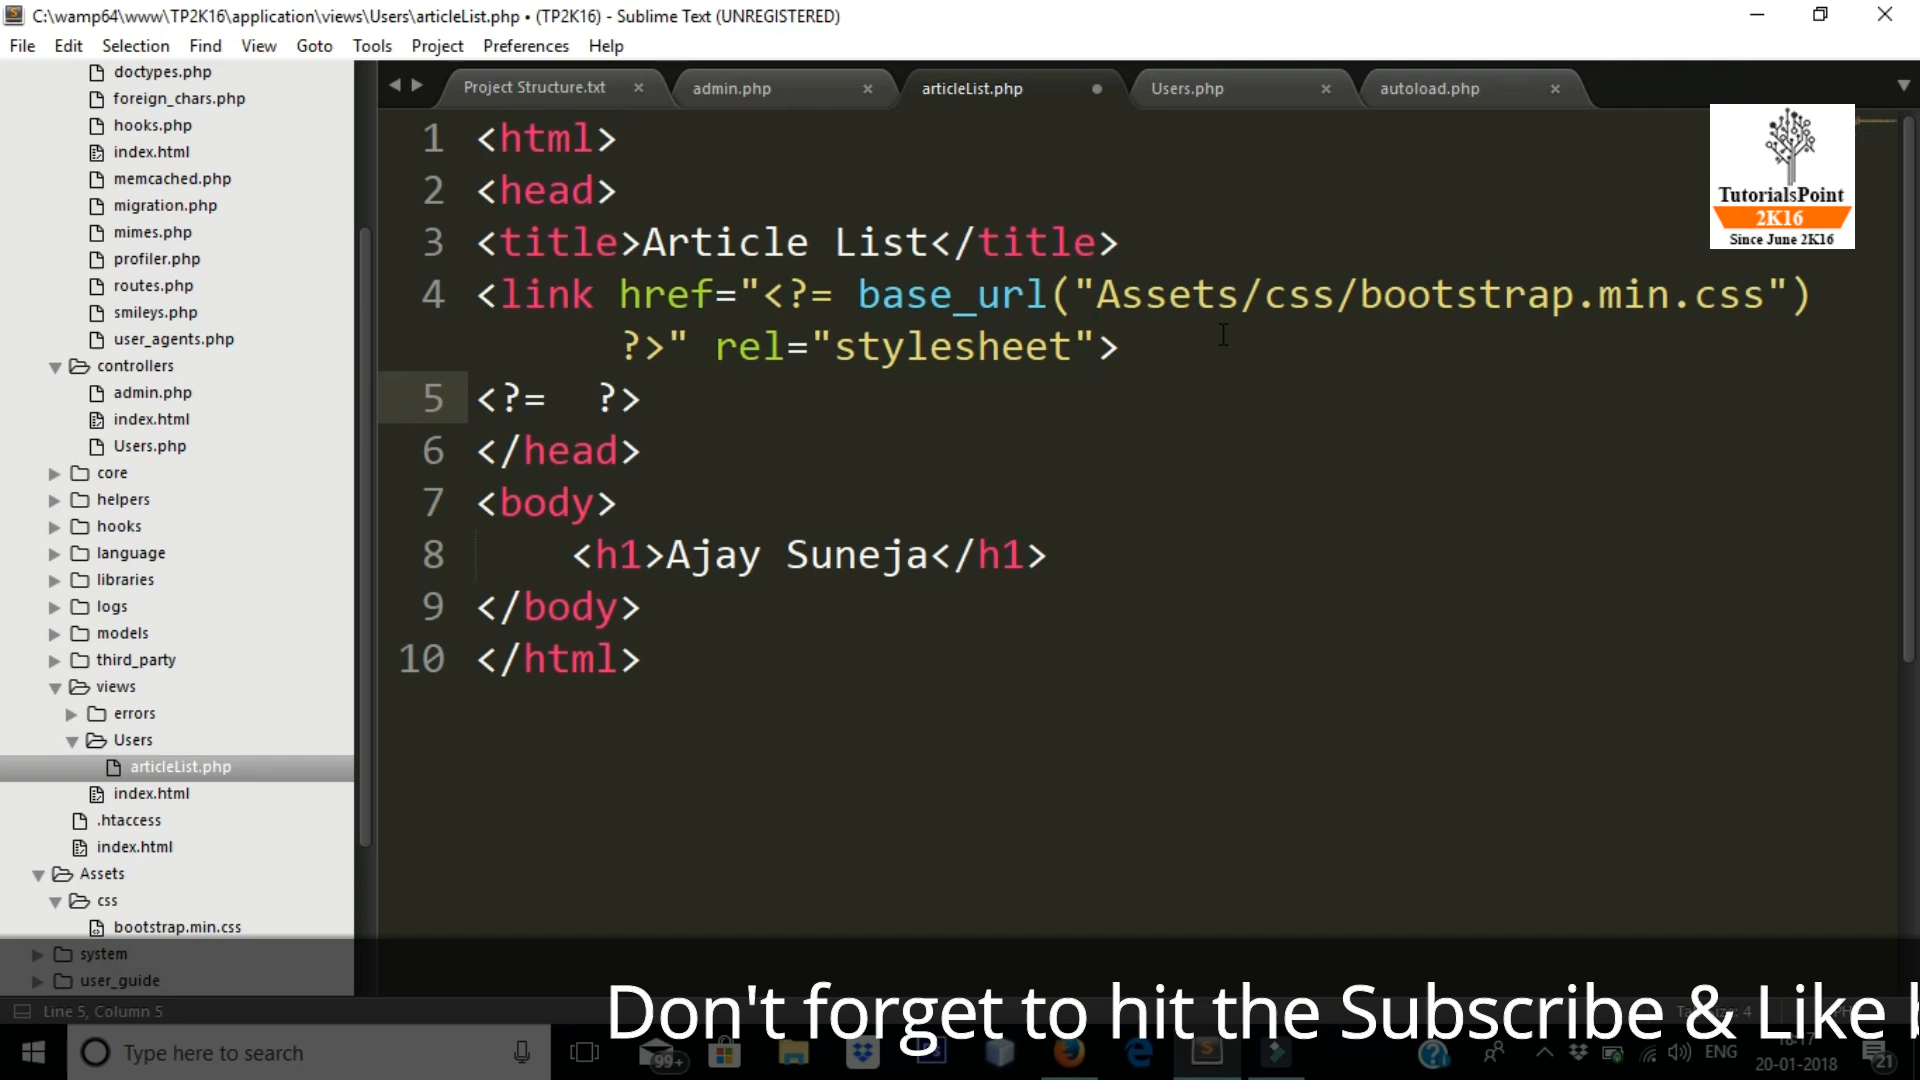 C:\wamp64\www\TP2K16\application\views\Users\articleList.php • (TP2K16) - Sublime Text (UNREGISTERED)
File Edit Selection Find View Goto Tools Project Preferences Help
doctypes.php
foreign_chars.php
hooks.php
index.html
memcached.php
migration.php
mimes.php
profiler.php
routes.php
smileys.php
user_agents.php
controllers
admin.php
index.html
Users.php
core
helpers
hooks
language
libraries
logs
models
third_party
views
errors
Users
articleList.php
index.html
.htaccess
index.html
Assets
css
bootstrap.min.css
system
user_guide
Project Structure.txt admin.php articleList.php Users.php autoload.php
1 <html>
2 <head>
3 <title>Article List</title>
4 <link href="<?= base_url("Assets/css/bootstrap.min.css")
?>" rel="stylesheet">
5 <?=  ?>
6 </head>
7 <body>
8 <h1>Ajay Suneja</h1>
9 </body>
10 </html>
TutorialsPoint
2K16
Since June 2K16
Don't forget to hit the Subscribe & Like
Line 5, Column 5
Type here to search
99+
ENG
20-01-2018
21